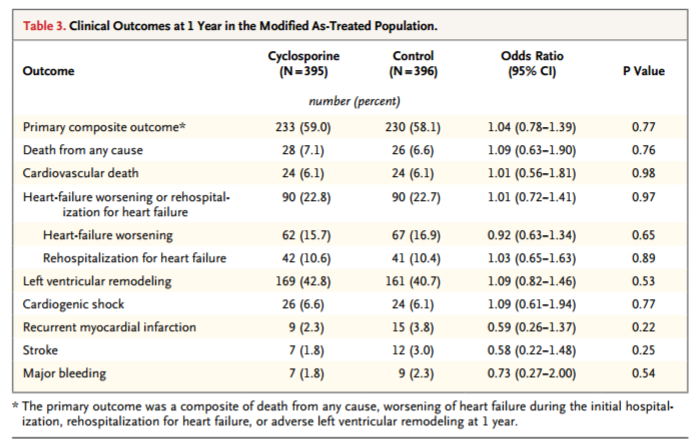 Table 3. Clinical Outcomes at 1 Year in the Modified As-Treated Population.
Outcome Cyclosporine (N=395) Control (N=396) Odds Ratio (95% CI) P Value
number (percent)
Primary composite outcome* 233 (59.0) 230 (58.1) 1.04 (0.78–1.39) 0.77
Death from any cause 28 (7.1) 26 (6.6) 1.09 (0.63–1.90) 0.76
Cardiovascular death 24 (6.1) 24 (6.1) 1.01 (0.56–1.81) 0.98
Heart-failure worsening or rehospital- 90 (22.8) 90 (22.7) 1.01 (0.72–1.41) 0.97
ization for heart failure
Heart-failure worsening 62 (15.7) 67 (16.9) 0.92 (0.63–1.34) 0.65
Rehospitalization for heart failure 42 (10.6) 41 (10.4) 1.03 (0.65–1.63) 0.89
Left ventricular remodeling 169 (42.8) 161 (40.7) 1.09 (0.82–1.46) 0.53
Cardiogenic shock 26 (6.6) 24 (6.1) 1.09 (0.61–1.94) 0.77
Recurrent myocardial infarction 9 (2.3) 15 (3.8) 0.59 (0.26–1.37) 0.22
Stroke 7 (1.8) 12 (3.0) 0.58 (0.22–1.48) 0.25
Major bleeding 7 (1.8) 9 (2.3) 0.73 (0.27–2.00) 0.54
* The primary outcome was a composite of death from any cause, worsening of heart failure during the initial hospital-
ization, rehospitalization for heart failure, or adverse left ventricular remodeling at 1 year.